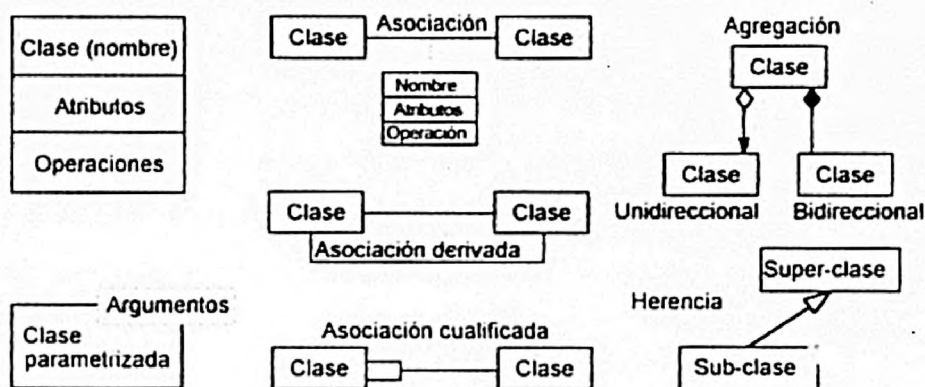 Clase (nombre)
Atributos
Operaciones
Argumentos
Clase
parametrizada
Asociación
Clase
Clase
Nombre
Atributos
Operación
Clase
Clase
Asociación derivada
Asociación cualificada
Clase
Clase
Agregación
Clase
Clase
Clase
Unidireccional
Bidireccional
Super-clase
Herencia
Sub-clase